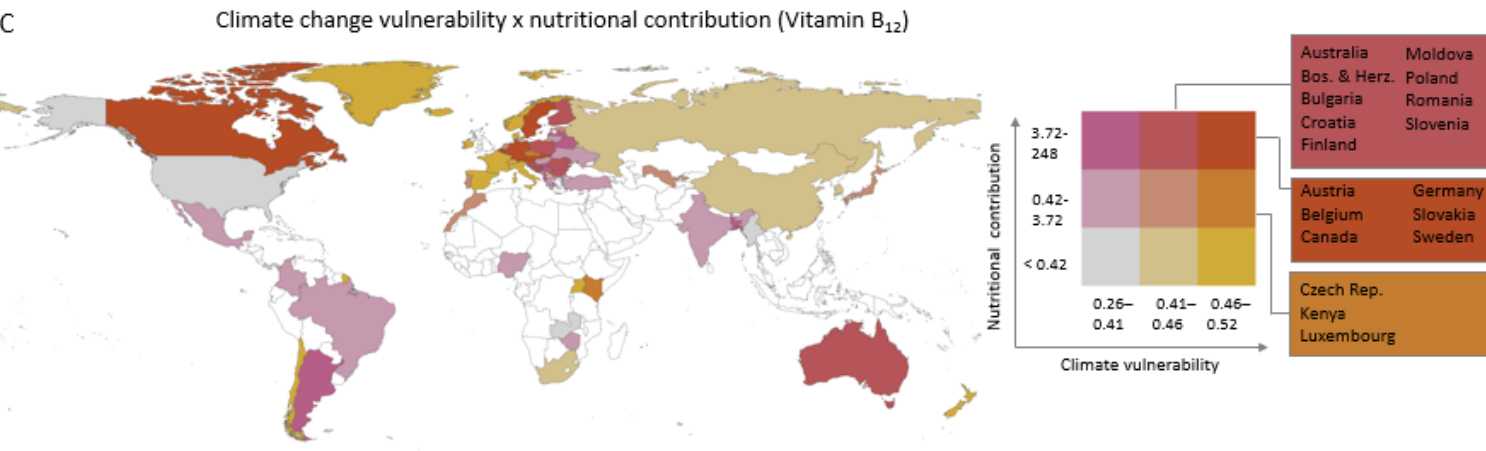 C
Climate change vulnerability x nutritional contribution (Vitamin B₁₂)
Nutritional contribution
3.72-
248
0.42-
3.72
< 0.42
0.26–
0.41
0.41–
0.46
0.46–
0.52
Climate vulnerability
Australia Moldova
Bos. & Herz. Poland
Bulgaria Romania
Croatia Slovenia
Finland
Austria Germany
Belgium Slovakia
Canada Sweden
Czech Rep.
Kenya
Luxembourg